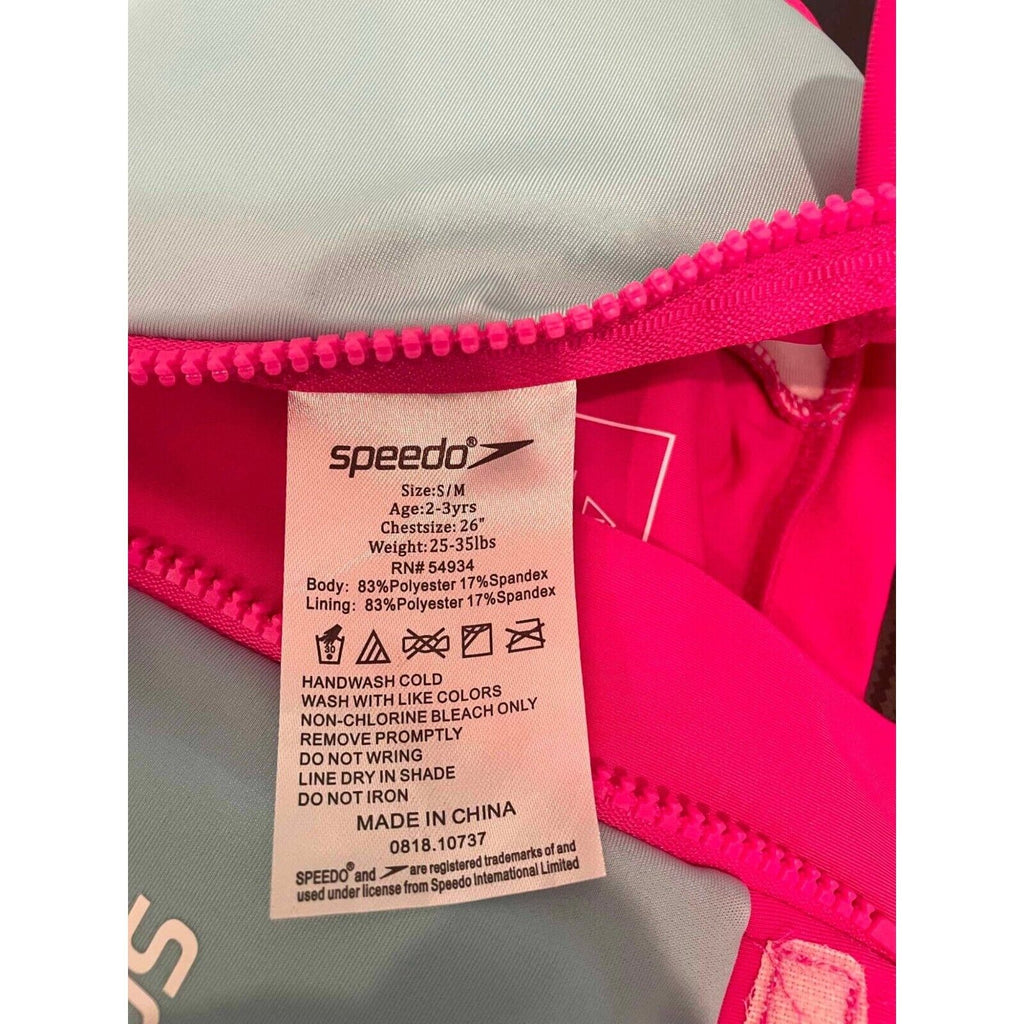 speedo®
Size:S/M
Age:2-3yrs
Chestsize: 26"
Weight:25-35lbs
RN# 54934
Body: 83%Polyester 17%Spandex
Lining: 83%Polyester 17%Spandex
30
HANDWASH COLD
WASH WITH LIKE COLORS
NON-CHLORINE BLEACH ONLY
REMOVE PROMPTLY
DO NOT WRING
LINE DRY IN SHADE
DO NOT IRON
MADE IN CHINA
0818.10737
SPEEDO® and are registered trademarks of and
used under license from Speedo International Limited